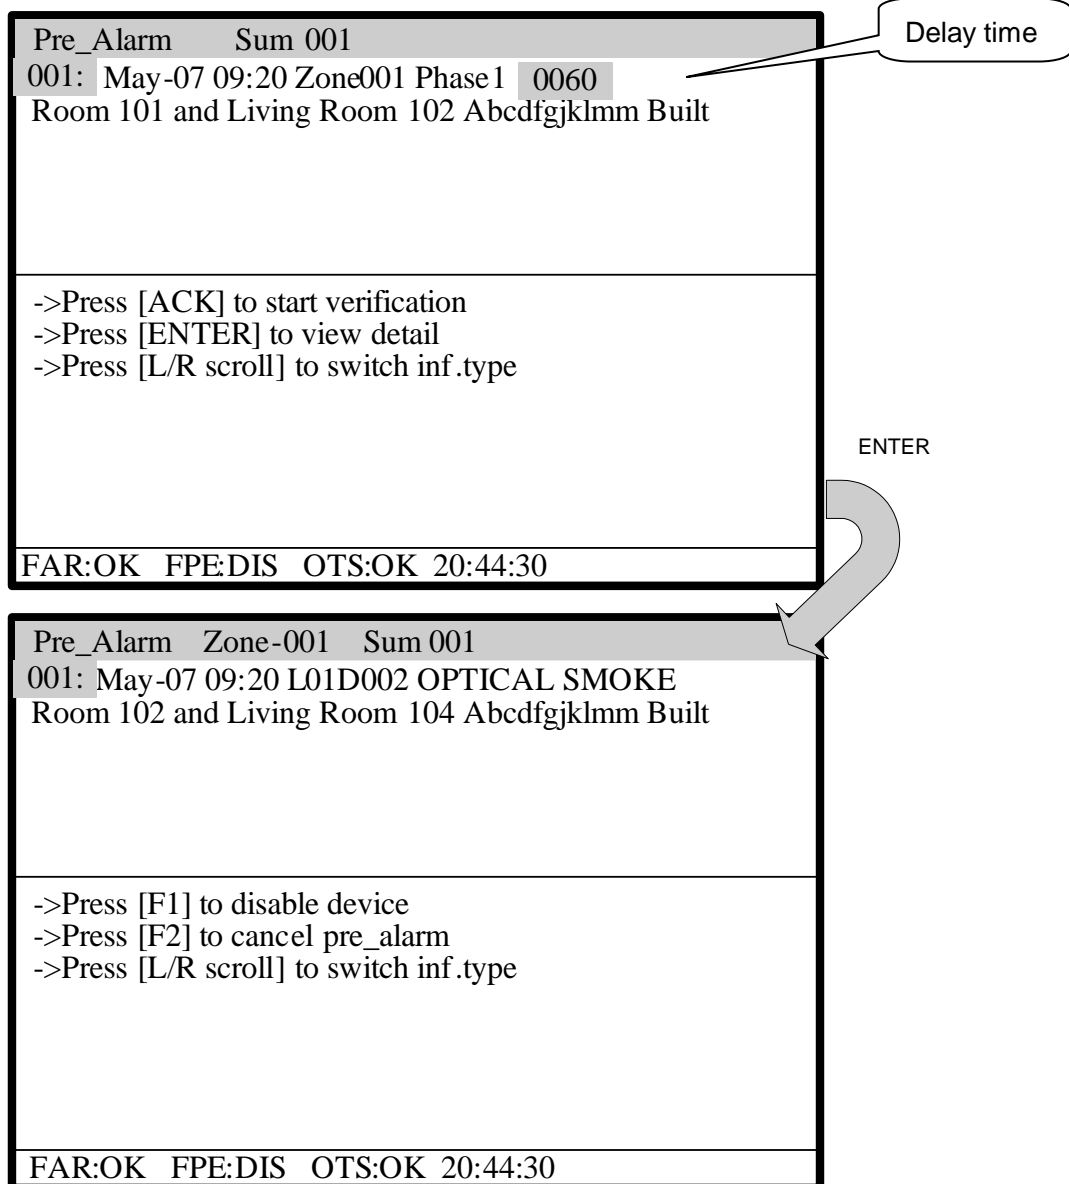 Pre_Alarm Sum 001
Delay time
001: May-07 09:20 Zone001 Phase1 0060
Room 101 and Living Room 102 Abcdfgjklmm Built
->Press [ACK] to start verification
->Press [ENTER] to view detail
->Press [L/R scroll] to switch inf.type
ENTER
FAR:OK FPE:DIS OTS:OK 20:44:30
Pre_Alarm Zone-001 Sum 001
001: May-07 09:20 L01D002 OPTICAL SMOKE
Room 102 and Living Room 104 Abcdfgjklmm Built
->Press [F1] to disable device
->Press [F2] to cancel pre_alarm
->Press [L/R scroll] to switch inf.type
FAR:OK FPE:DIS OTS:OK 20:44:30